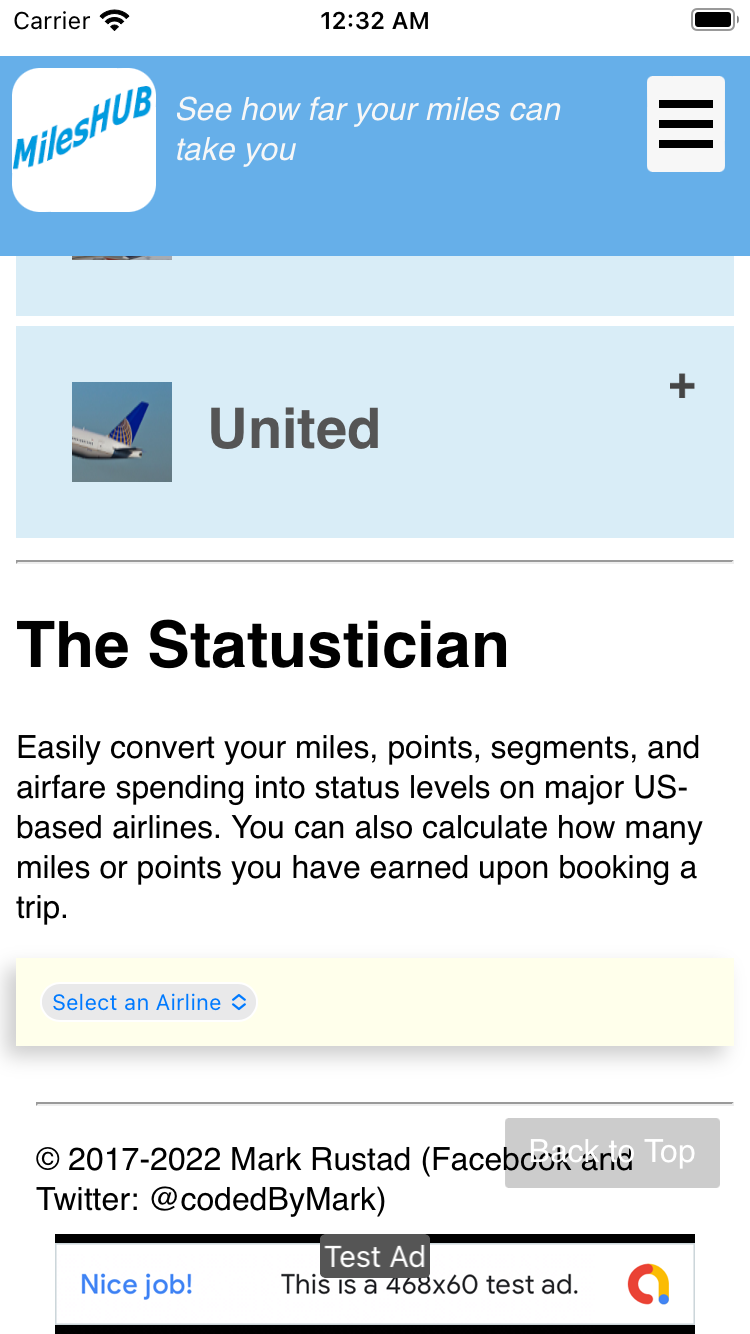 Carrier 12:32 AM
MilesHUB
See how far your miles can
take you
United
+
The Statustician
Easily convert your miles, points, segments, and
airfare spending into status levels on major US-
based airlines. You can also calculate how many
miles or points you have earned upon booking a
trip.
Select an Airline
Back to Top
© 2017-2022 Mark Rustad (Facebook and
Twitter: @codedByMark)
Test Ad
Nice job! This is a 468x60 test ad.